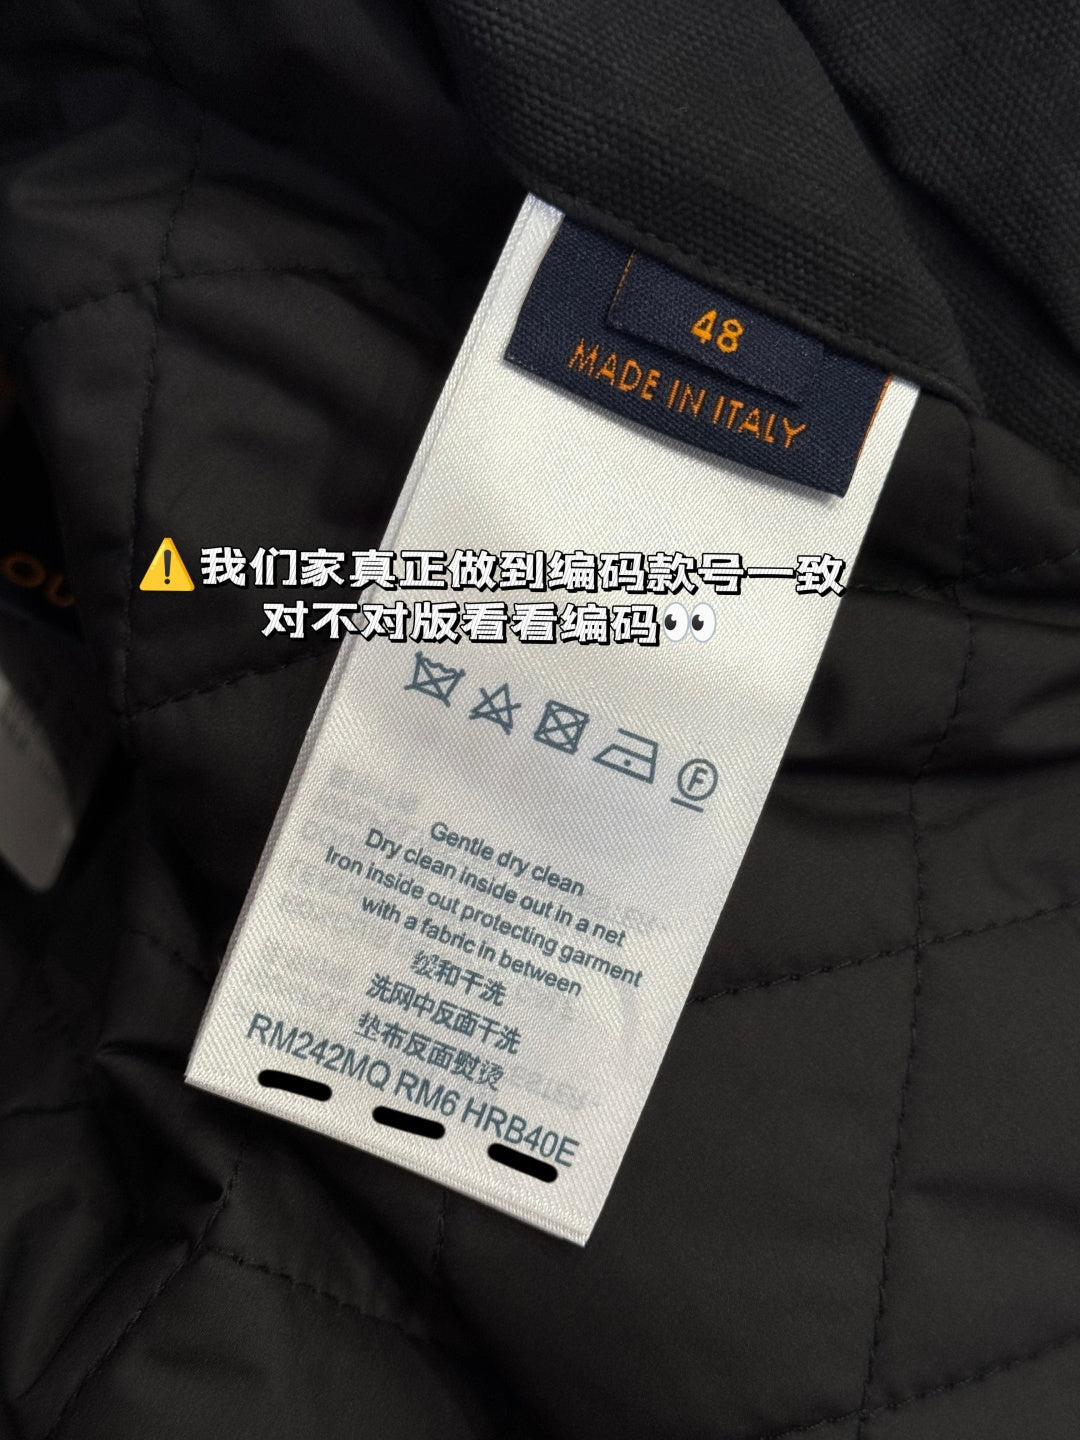 48
MADE IN ITALY
⚠️我们家真正做到编码款号一致
对不对版看看编码👀
F
Gentle dry clean
Dry clean inside out in a net
Iron inside out protecting garment
with a fabric in between
缓和干洗
洗网中反面干洗
垫布反面熨烫
RM242MQ RM6 HRB40E